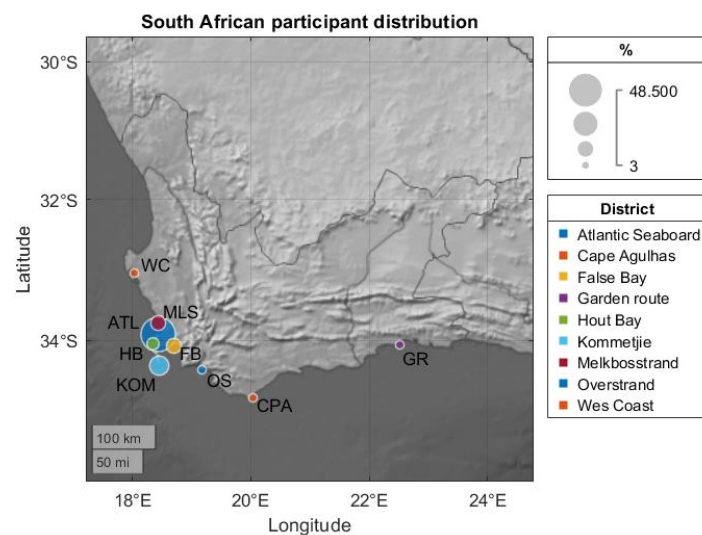 South African participant distribution
30°S
32°S
34°S
Latitude
WC
MLS
ATL
HB
FB
KOM
OS
CPA
GR
100 km
50 mi
18°E
20°E
22°E
24°E
Longitude
%
48.500
3
District
Atlantic Seaboard
Cape Agulhas
False Bay
Garden route
Hout Bay
Kommetjie
Melkbosstrand
Overstrand
Wes Coast